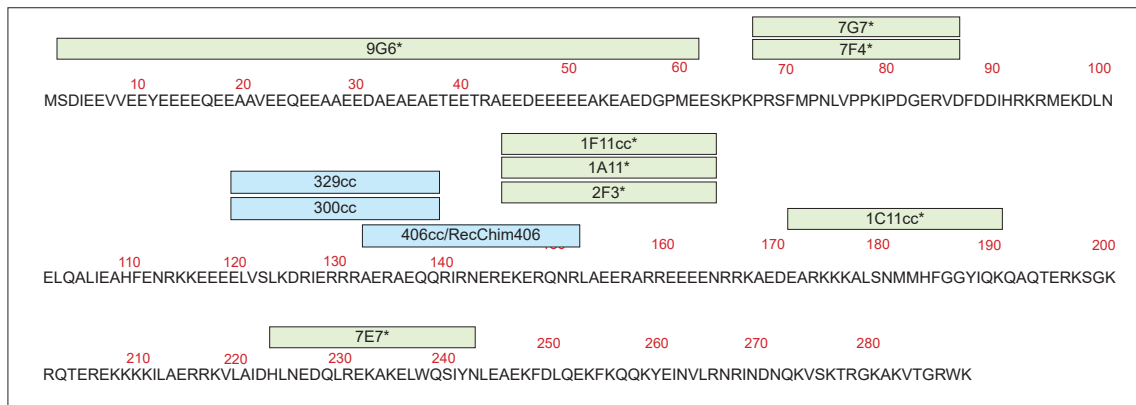 7G7*
9G6*
7F4*
10 20 30 40 50 60 70 80 90 100
MSDIEEVVEEYEEEEQEEAAVEEQEEAAEEDAEAEAETEETRAEEDEEEEEAKEAEDGPMEESKPKPRSFMPNLVPPKIPDGERVDFDDIHRKRMEKDLN
1F11cc*
1A11*
329cc
2F3*
300cc
1C11cc*
406cc/RecChim406
110 120 130 140 160 170 180 190 200
ELQALIEAHFENRKKEEEELVSLKDRIERRRAERAEQQRIRNEREKERQNRLAEERARREEEENRRKAEDEARKKKALSNMMHFGGYIQKQAQTERKSGK
7E7*
210 220 230 240 250 260 270 280
RQTEREKKKKILAERRKVLAIDHLNEDQLREKAKELWQSIYNLEAEKFDLQEKFKQQKYEINVLRNRINDNQKVSKTRGKAKVTGRWK